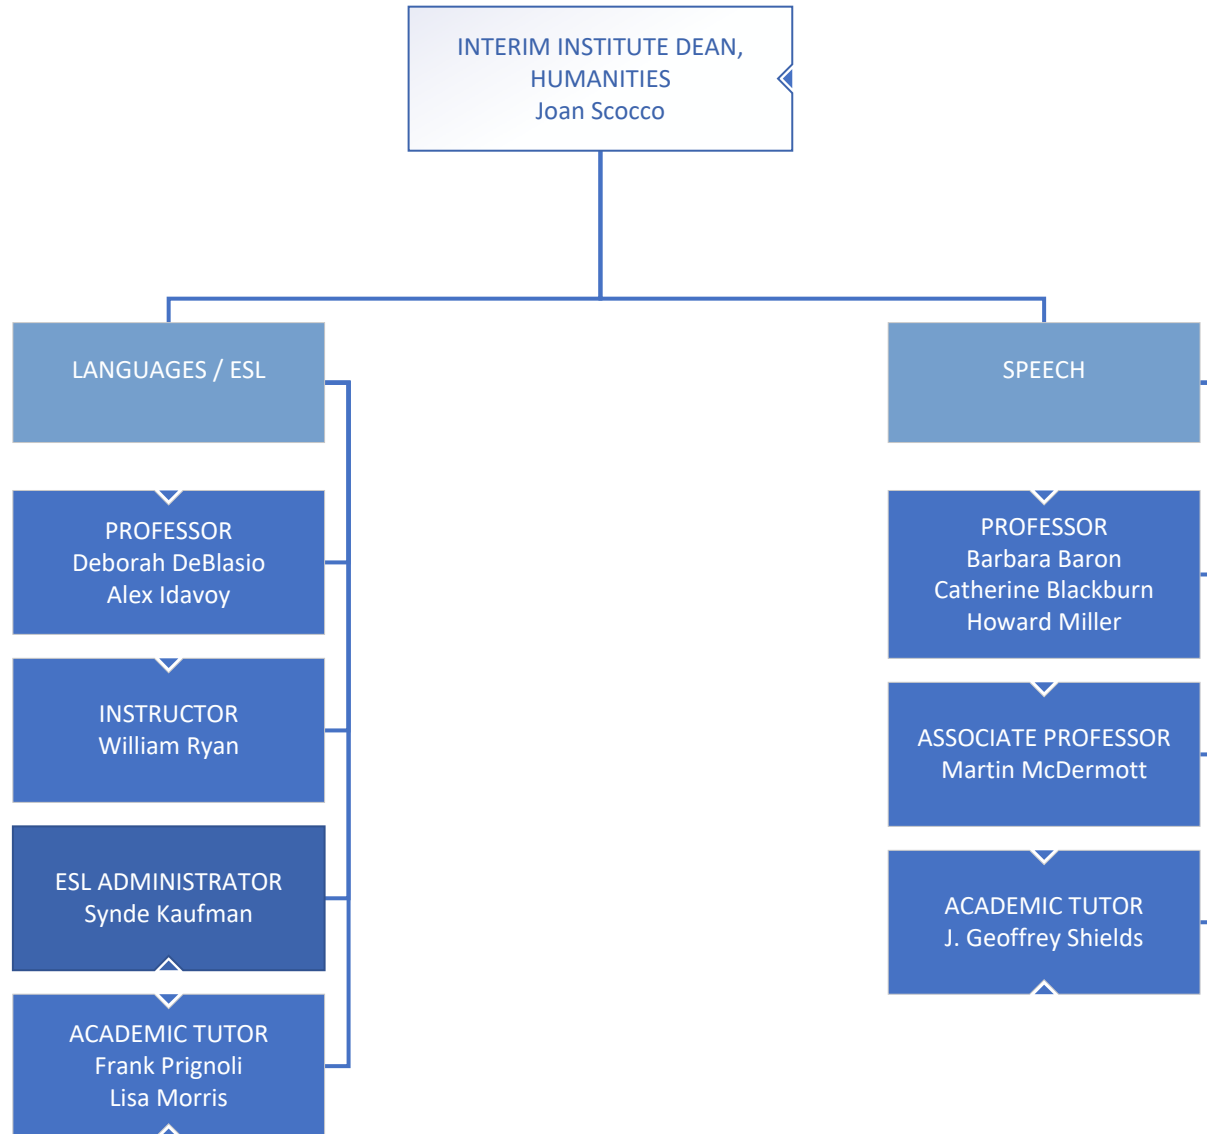 INTERIM INSTITUTE DEAN,
HUMANITIES
Joan Scocco
LANGUAGES / ESL
PROFESSOR
Deborah DeBlasio
Alex Idavoy
INSTRUCTOR
William Ryan
ESL ADMINISTRATOR
Synde Kaufman
ACADEMIC TUTOR
Frank Prignoli
Lisa Morris
SPEECH
PROFESSOR
Barbara Baron
Catherine Blackburn
Howard Miller
ASSOCIATE PROFESSOR
Martin McDermott
ACADEMIC TUTOR
J. Geoffrey Shields